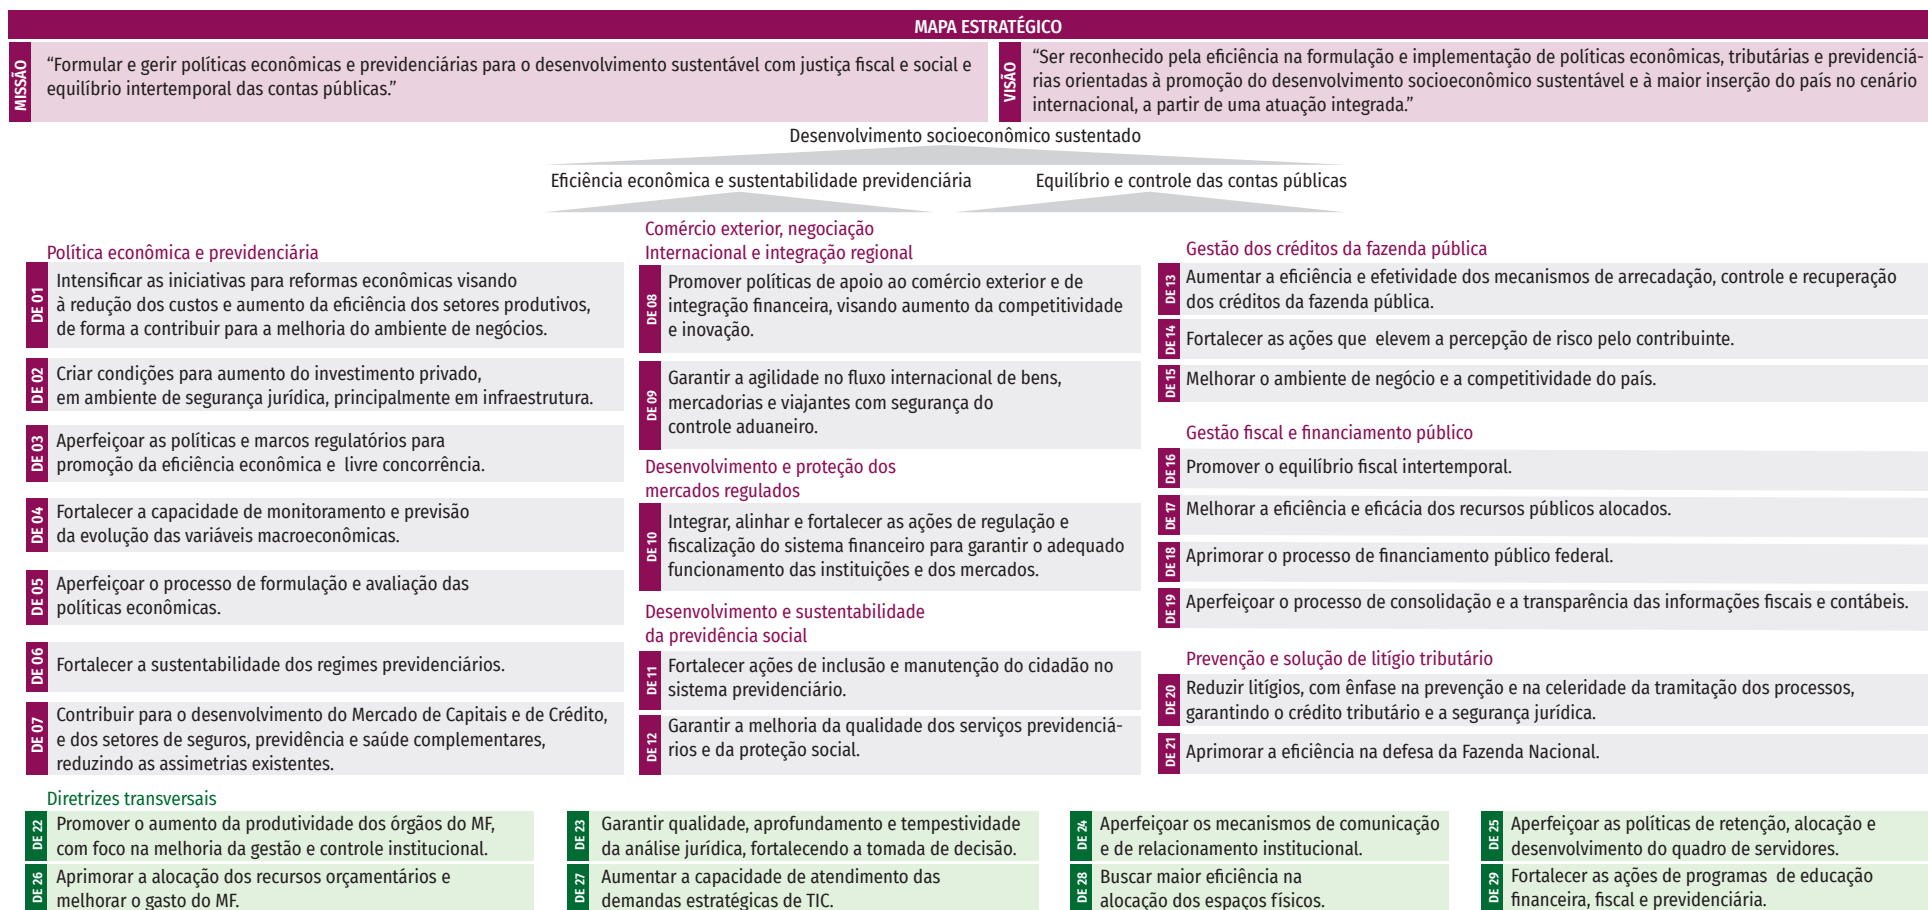 MAPA ESTRATÉGICO
MISSÃO
“Formular e gerir políticas econômicas e previdenciárias para o desenvolvimento sustentável com justiça fiscal e social e
equilíbrio intertemporal das contas públicas.”
VISÃO
“Ser reconhecido pela eficiência na formulação e implementação de políticas econômicas, tributárias e previdenciá-
rias orientadas à promoção do desenvolvimento socioeconômico sustentável e à maior inserção do país no cenário
internacional, a partir de uma atuação integrada.”
Desenvolvimento socioeconômico sustentado
Eficiência econômica e sustentabilidade previdenciária
Equilíbrio e controle das contas públicas
Política econômica e previdenciária
DE 01
Intensificar as iniciativas para reformas econômicas visando
à redução dos custos e aumento da eficiência dos setores produtivos,
de forma a contribuir para a melhoria do ambiente de negócios.
DE 02
Criar condições para aumento do investimento privado,
em ambiente de segurança jurídica, principalmente em infraestrutura.
DE 03
Aperfeiçoar as políticas e marcos regulatórios para
promoção da eficiência econômica e livre concorrência.
DE 04
Fortalecer a capacidade de monitoramento e previsão
da evolução das variáveis macroeconômicas.
DE 05
Aperfeiçoar o processo de formulação e avaliação das
políticas econômicas.
DE 06
Fortalecer a sustentabilidade dos regimes previdenciários.
DE 07
Contribuir para o desenvolvimento do Mercado de Capitais e de Crédito,
e dos setores de seguros, previdência e saúde complementares,
reduzindo as assimetrias existentes.
Comércio exterior, negociação
Internacional e integração regional
DE 08
Promover políticas de apoio ao comércio exterior e de
integração financeira, visando aumento da competitividade
e inovação.
DE 09
Garantir a agilidade no fluxo internacional de bens,
mercadorias e viajantes com segurança do
controle aduaneiro.
Desenvolvimento e proteção dos
mercados regulados
DE 10
Integrar, alinhar e fortalecer as ações de regulação e
fiscalização do sistema financeiro para garantir o adequado
funcionamento das instituições e dos mercados.
Desenvolvimento e sustentabilidade
da previdência social
DE 11
Fortalecer ações de inclusão e manutenção do cidadão no
sistema previdenciário.
DE 12
Garantir a melhoria da qualidade dos serviços previdenciá-
rios e da proteção social.
Gestão dos créditos da fazenda pública
DE 13
Aumentar a eficiência e efetividade dos mecanismos de arrecadação, controle e recuperação
dos créditos da fazenda pública.
DE 14
Fortalecer as ações que elevem a percepção de risco pelo contribuinte.
DE 15
Melhorar o ambiente de negócio e a competitividade do país.
Gestão fiscal e financiamento público
DE 16
Promover o equilíbrio fiscal intertemporal.
DE 17
Melhorar a eficiência e eficácia dos recursos públicos alocados.
DE 18
Aprimorar o processo de financiamento público federal.
DE 19
Aperfeiçoar o processo de consolidação e a transparência das informações fiscais e contábeis.
Prevenção e solução de litígio tributário
DE 20
Reduzir litígios, com ênfase na prevenção e na celeridade da tramitação dos processos,
garantindo o crédito tributário e a segurança jurídica.
DE 21
Aprimorar a eficiência na defesa da Fazenda Nacional.
Diretrizes transversais
DE 22
Promover o aumento da produtividade dos órgãos do MF,
com foco na melhoria da gestão e controle institucional.
DE 23
Garantir qualidade, aprofundamento e tempestividade
da análise jurídica, fortalecendo a tomada de decisão.
DE 24
Aperfeiçoar os mecanismos de comunicação
e de relacionamento institucional.
DE 25
Aperfeiçoar as políticas de retenção, alocação e
desenvolvimento do quadro de servidores.
DE 26
Aprimorar a alocação dos recursos orçamentários e
melhorar o gasto do MF.
DE 27
Aumentar a capacidade de atendimento das
demandas estratégicas de TIC.
DE 28
Buscar maior eficiência na
alocação dos espaços físicos.
DE 29
Fortalecer as ações de programas de educação
financeira, fiscal e previdenciária.